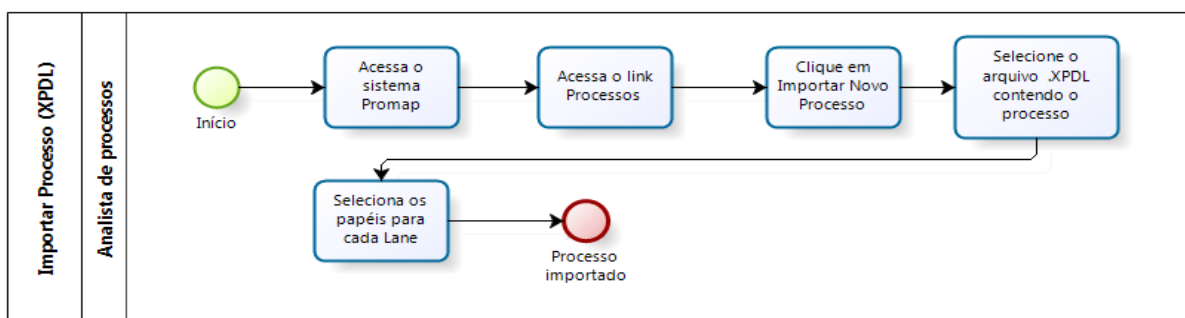 Importar Processo (XPDL)
Analista de processos
Início
Acessa o
sistema
Promap
Acessa o link
Processos
Clique em
Importar Novo
Processo
Selecione o
arquivo .XPDL
contendo o
processo
Seleciona os
papéis para
cada Lane
Processo
importado